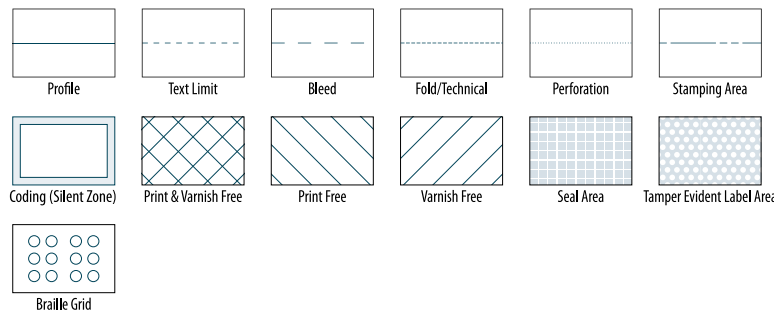 Profile
Text Limit
Bleed
Fold/Technical
Perforation
Stamping Area
Coding (Silent Zone)
Print & Varnish Free
Print Free
Varnish Free
Seal Area
Tamper Evident Label Area
Braille Grid